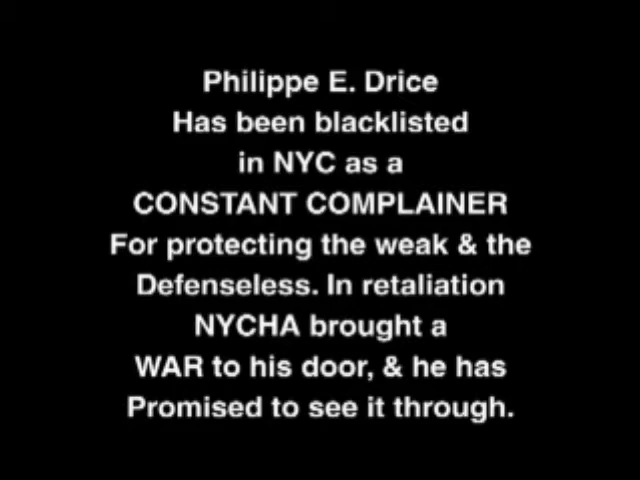 Philippe E. Drice
Has been blacklisted
in NYC as a
CONSTANT COMPLAINER
For protecting the weak & the
Defenseless. In retaliation
NYCHA brought a
WAR to his door, & he has
Promised to see it through.